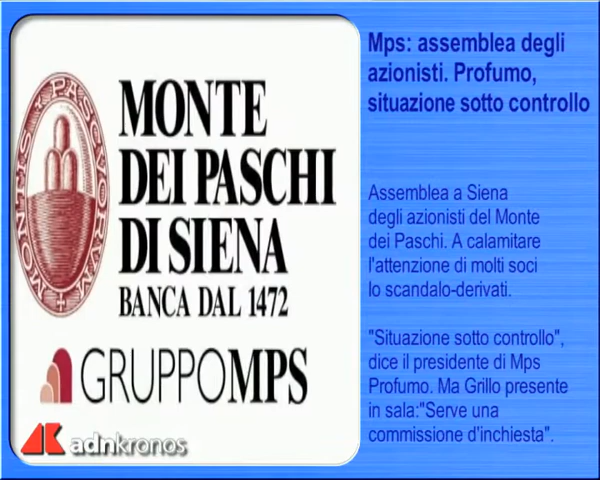 MONTE
DEI PASCHI
DI SIENA
BANCA DAL 1472
GRUPPOMPS
adnkronos
Mps: assemblea degli
azionisti. Profumo,
situazione sotto controllo
Assemblea a Siena
degli azionisti del Monte
dei Paschi. A calamitare
l'attenzione di molti soci
lo scandalo-derivati.
"Situazione sotto controllo",
dice il presidente di Mps
Profumo. Ma Grillo presente
in sala:"Serve una
commissione d'inchiesta".